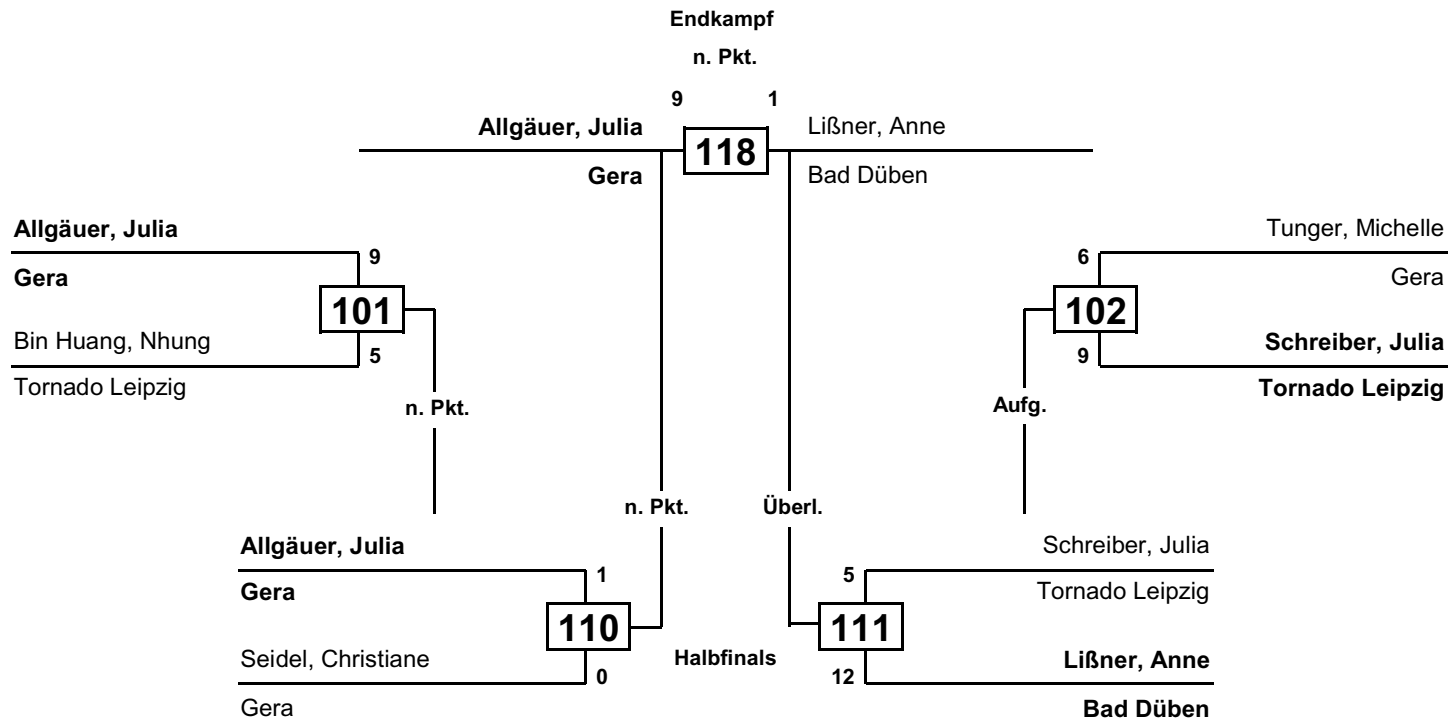 Endkampf
n. Pkt.
9 1
Allgäuer, Julia 118 Lißner, Anne
Gera Bad Düben
Allgäuer, Julia
9
Gera
101
Bin Huang, Nhung
5
Tornado Leipzig
n. Pkt.
Tunger, Michelle
6
Gera
102
Schreiber, Julia
9
Tornado Leipzig
Aufg.
n. Pkt. Überl.
Allgäuer, Julia
1
Gera
110
Seidel, Christiane
0
Gera
Halbfinals
Schreiber, Julia
5
Tornado Leipzig
111
Lißner, Anne
12
Bad Düben